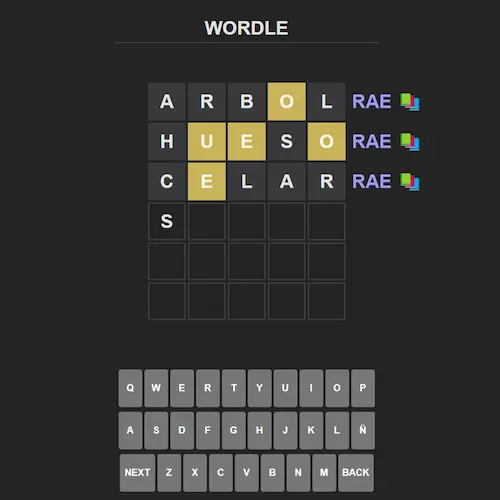 WORDLE
A R B O L RAE
H U E S O RAE
C E L A R RAE
S
Q W E R T Y U I O P
A S D F G H J K L Ñ
NEXT Z X C V B N M BACK